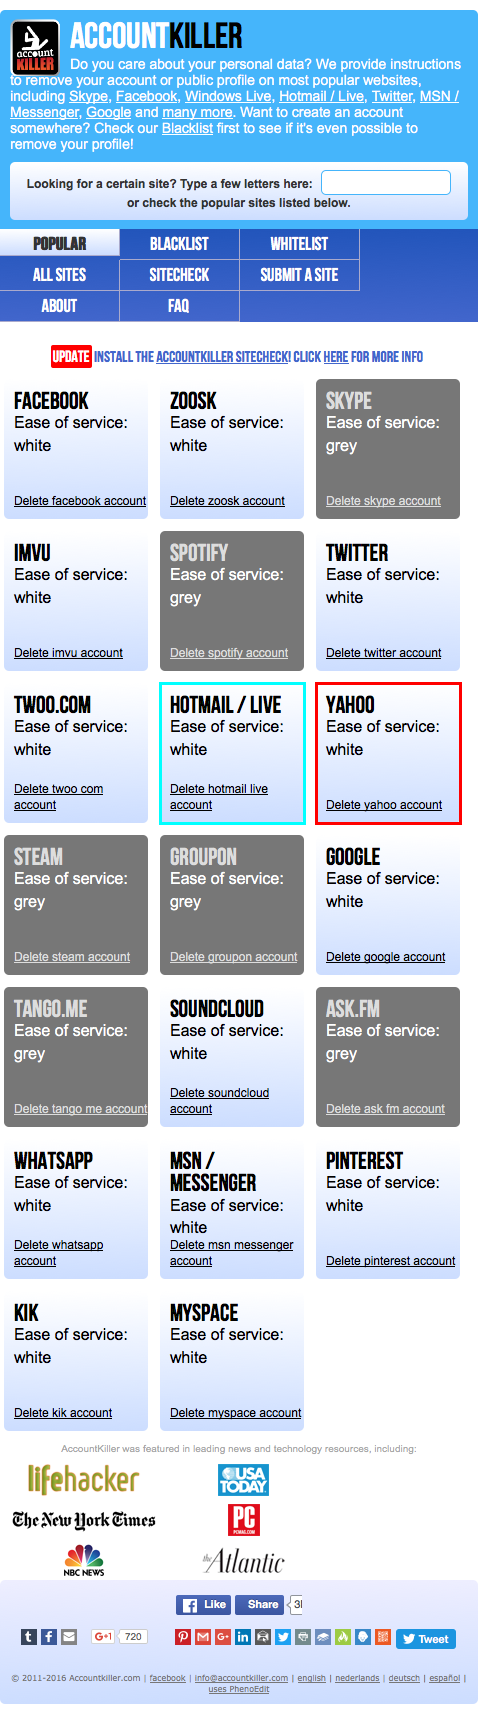 account
KILLER
ACCOUNTKILLER
Do you care about your personal data? We provide instructions
to remove your account or public profile on most popular websites,
including Skype, Facebook, Windows Live, Hotmail / Live, Twitter, MSN /
Messenger, Google and many more. Want to create an account
somewhere? Check our Blacklist first to see if it's even possible to
remove your profile!
Looking for a certain site? Type a few letters here:
or check the popular sites listed below.
POPULAR BLACKLIST WHITELIST
ALL SITES SITECHECK SUBMIT A SITE
ABOUT FAQ
UPDATE INSTALL THE ACCOUNTKILLER SITECHECK! CLICK HERE FOR MORE INFO
FACEBOOK
Ease of service:
white
Delete facebook account
ZOOSK
Ease of service:
white
Delete zoosk account
SKYPE
Ease of service:
grey
Delete skype account
IMVU
Ease of service:
white
Delete imvu account
SPOTIFY
Ease of service:
grey
Delete spotify account
TWITTER
Ease of service:
white
Delete twitter account
TWOO.COM
Ease of service:
white
Delete twoo com
account
HOTMAIL / LIVE
Ease of service:
white
Delete hotmail live
account
YAHOO
Ease of service:
white
Delete yahoo account
STEAM
Ease of service:
grey
Delete steam account
GROUPON
Ease of service:
grey
Delete groupon account
GOOGLE
Ease of service:
white
Delete google account
TANGO.ME
Ease of service:
grey
Delete tango me account
SOUNDCLOUD
Ease of service:
white
Delete soundcloud
account
ASK.FM
Ease of service:
grey
Delete ask fm account
WHATSAPP
Ease of service:
white
Delete whatsapp
account
MSN /
MESSENGER
Ease of service:
white
Delete msn messenger
account
PINTEREST
Ease of service:
white
Delete pinterest account
KIK
Ease of service:
white
Delete kik account
MYSPACE
Ease of service:
white
Delete myspace account
AccountKiller was featured in leading news and technology resources, including:
lifehacker
USA
TODAY
The New York Times
PC
PCMAG.COM
NBC NEWS
the Atlantic
Like Share
G+1 720
Tweet
© 2011-2016 Accountkiller.com | facebook | info@accountkiller.com | english | nederlands | deutsch | español |
uses PhenoEdit